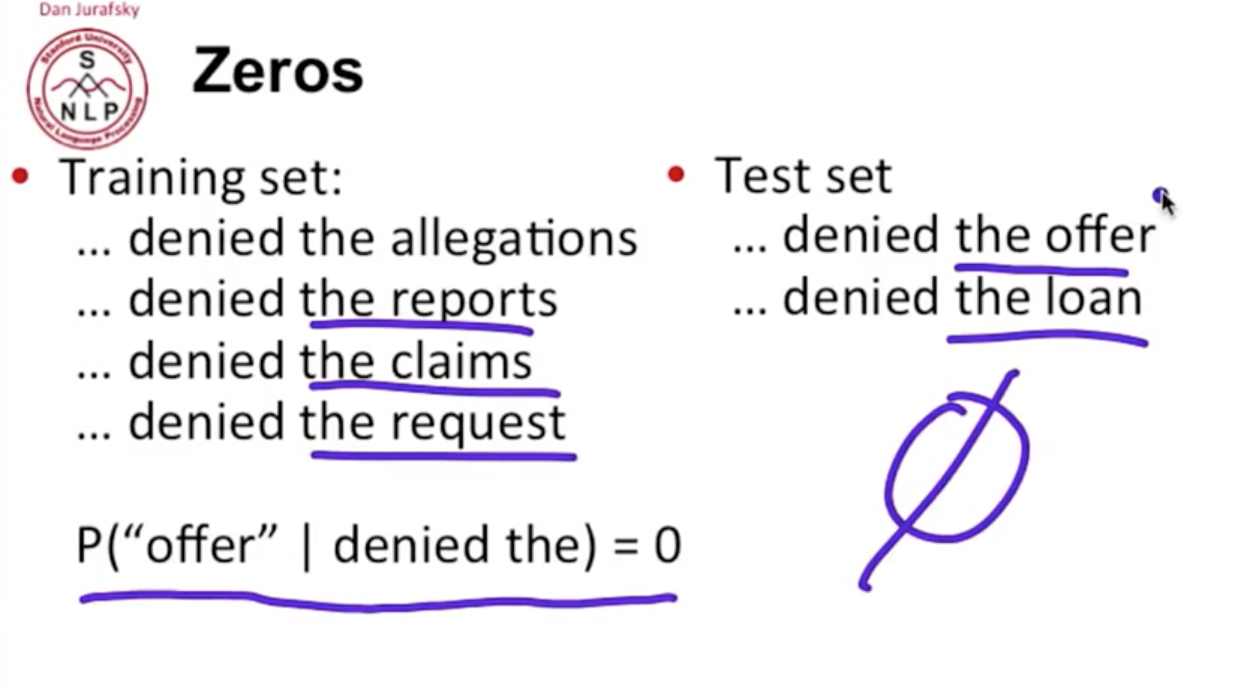 Dan Jurafsky
Stanford University
S
NLP
Natural Language Processing
Zeros
• Training set:
... denied the allegations
... denied the reports
... denied the claims
... denied the request
P(“offer” | denied the) = 0
• Test set
... denied the offer
... denied the loan
∅